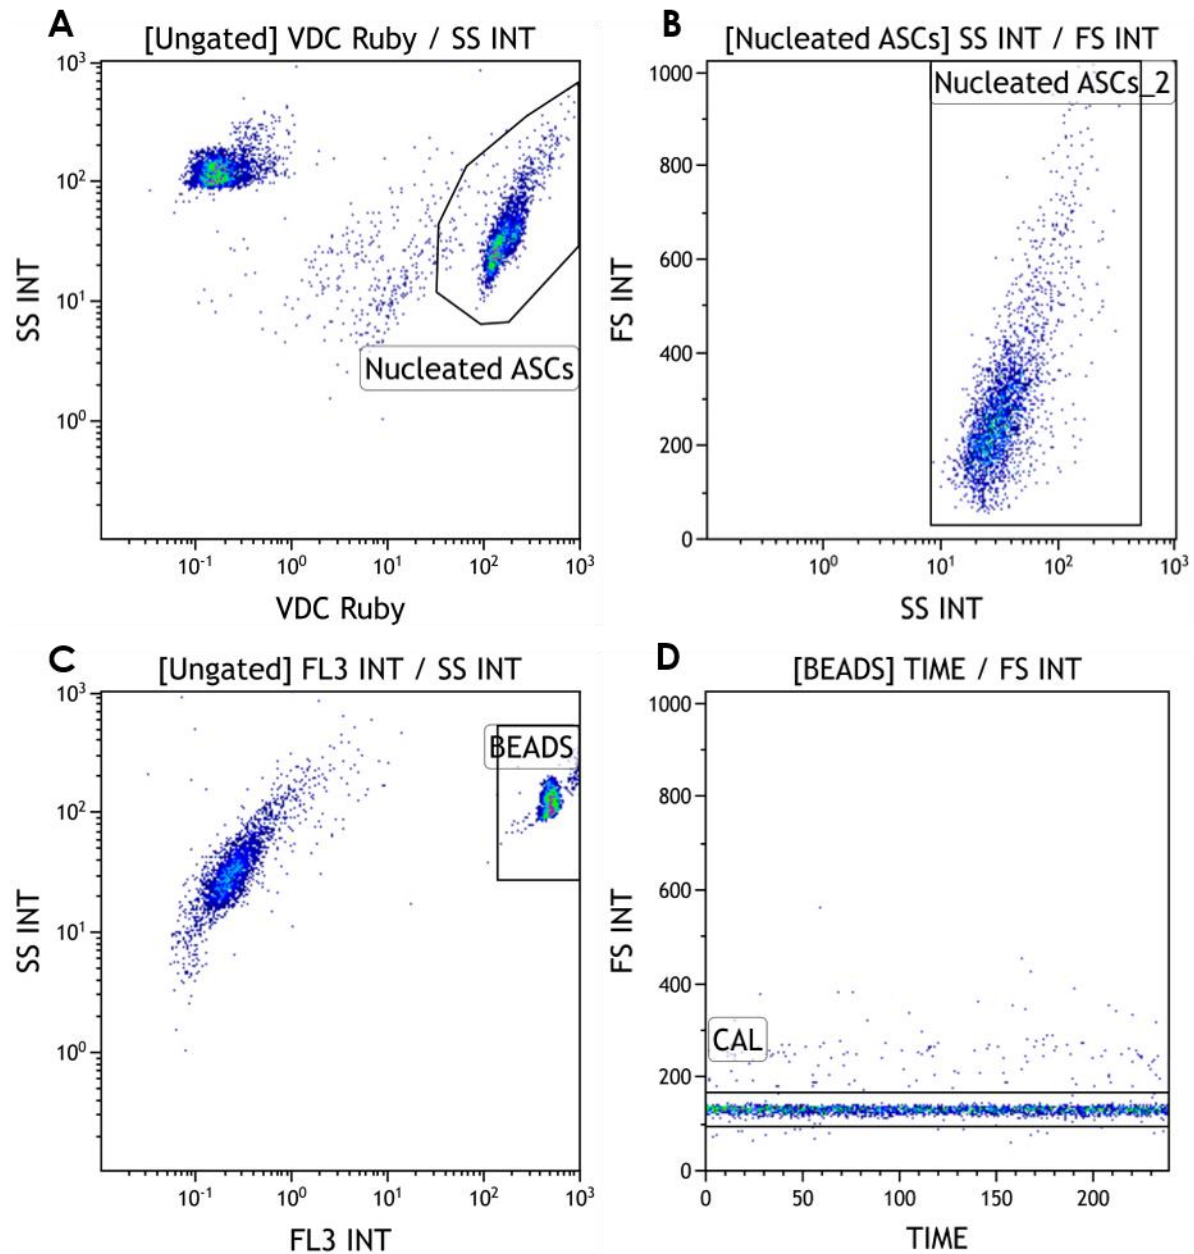 A
[Ungated] VDC Ruby / SS INT
10³
10²
10¹
10⁰
SS INT
Nucleated ASCs
10⁻¹ 10⁰ 10¹ 10² 10³
VDC Ruby
B
[Nucleated ASCs] SS INT / FS INT
Nucleated ASCs_2
1000
800
600
400
200
0
FS INT
10⁰ 10¹ 10² 10³
SS INT
C
[Ungated] FL3 INT / SS INT
10³
10²
10¹
10⁰
SS INT
BEADS
10⁻¹ 10⁰ 10¹ 10² 10³
FL3 INT
D
[BEADS] TIME / FS INT
1000
800
600
400
200
0
FS INT
CAL
0 50 100 150 200
TIME